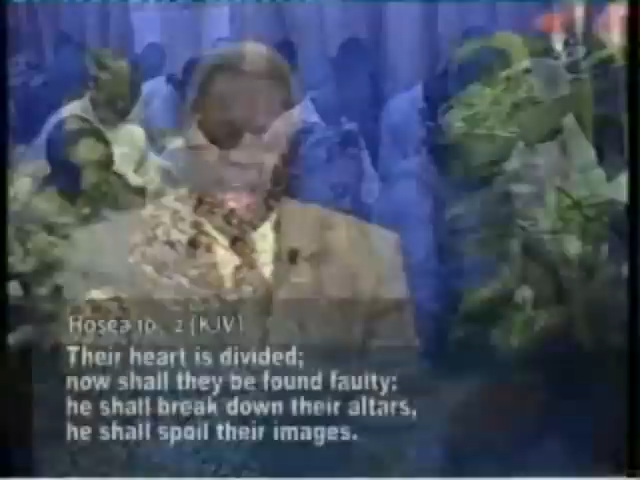 Hosea 10 : 2 (KJV)
Their heart is divided;
now shall they be found faulty:
he shall break down their altars,
he shall spoil their images.